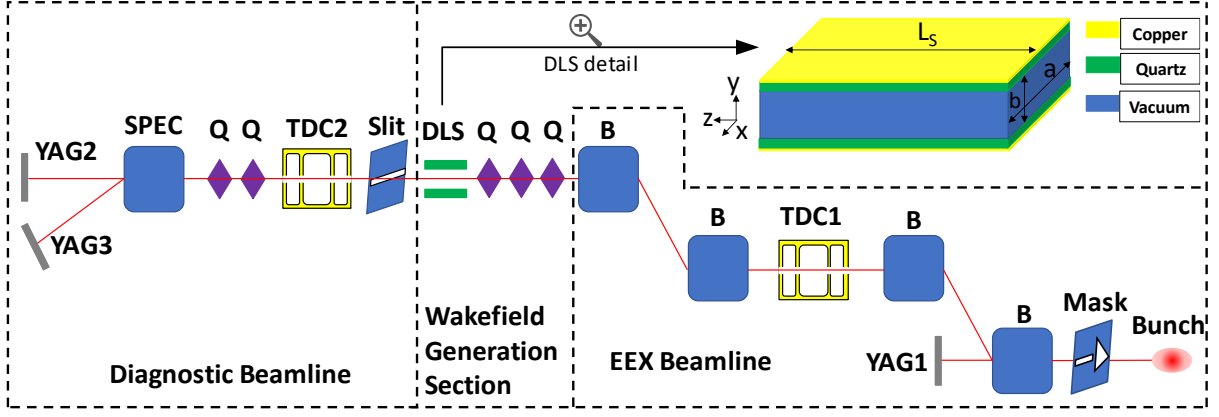 L_S
a
b
y
z
x
DLS detail
Copper
Quartz
Vacuum
SPEC
Q
Q
TDC2
Slit
DLS
Q
Q
Q
B
YAG2
YAG3
B
TDC1
B
B
Mask
Bunch
YAG1
Diagnostic Beamline
Wakefield
Generation
Section
EEX Beamline